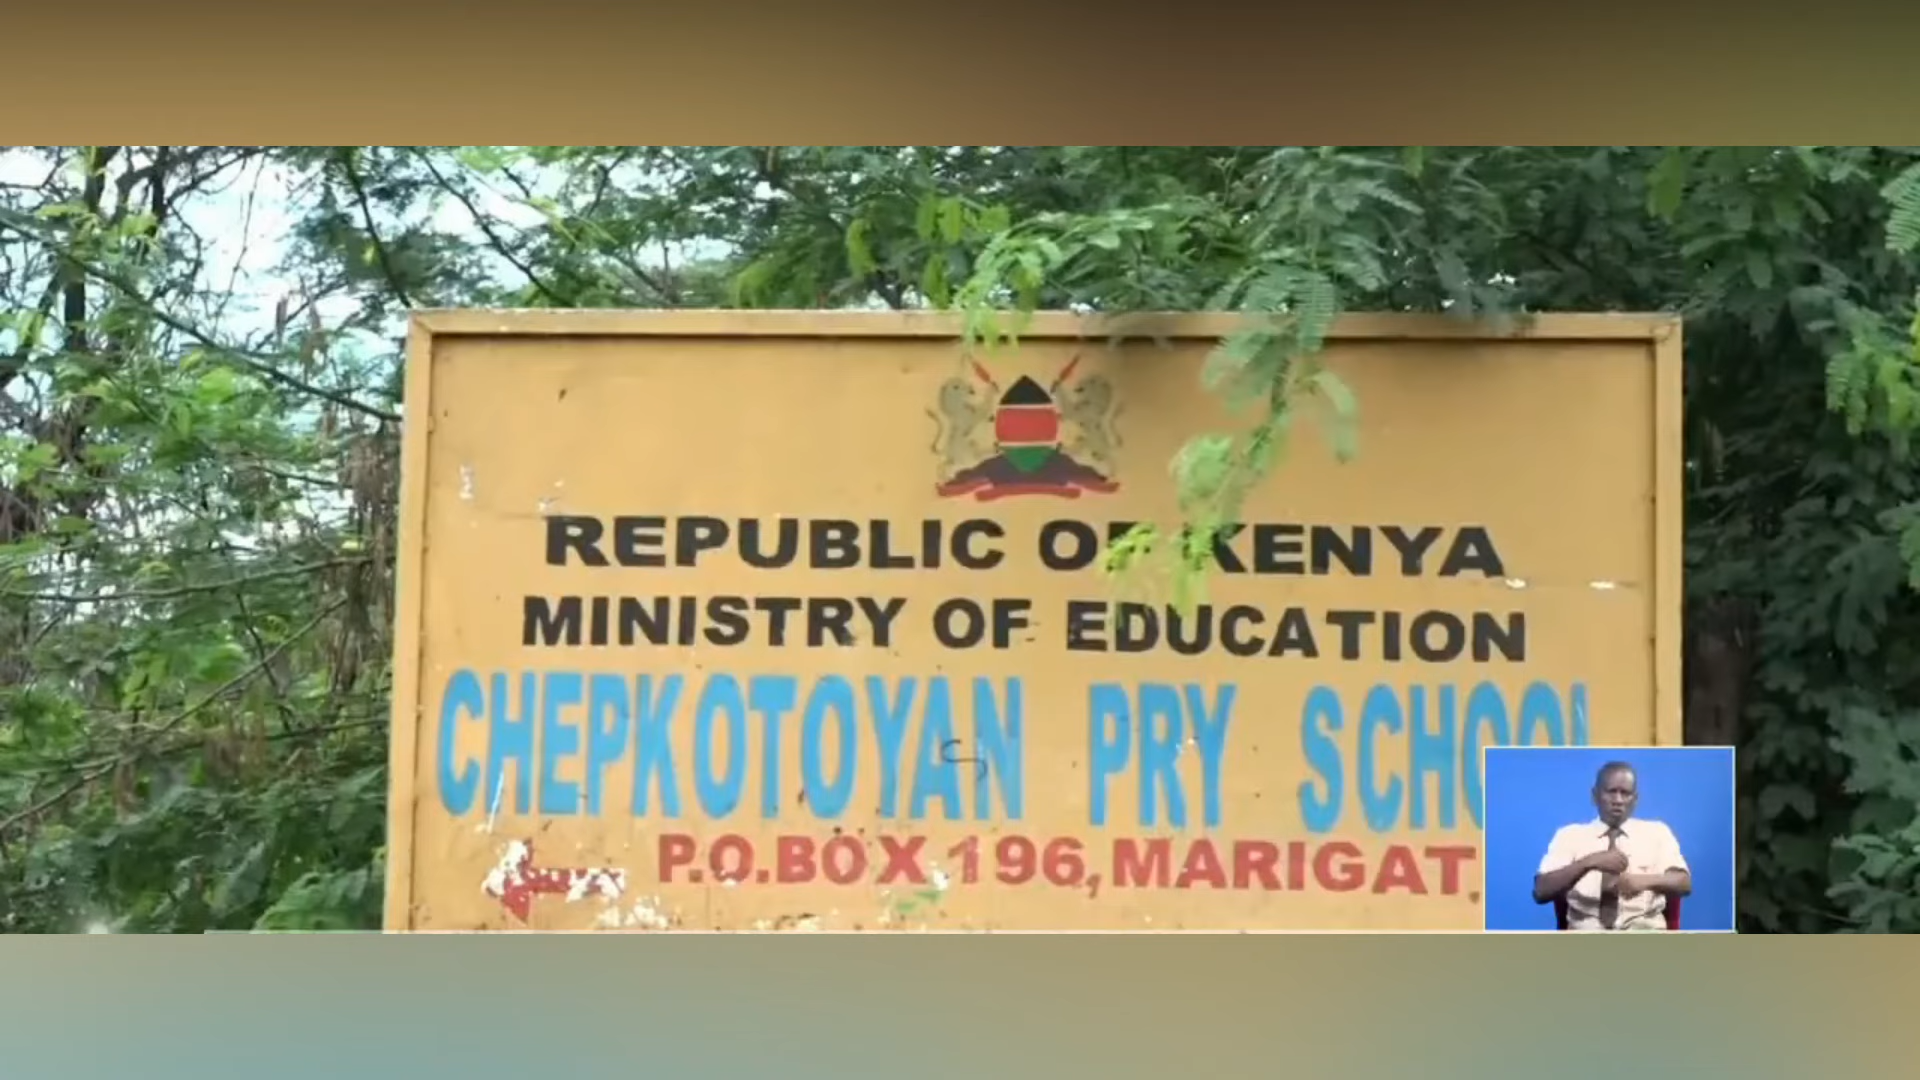 REPUBLIC OF KENYA
MINISTRY OF EDUCATION
CHEPKOTOYAN PRY SCHOOL
P.O.BOX 196, MARIGAT.